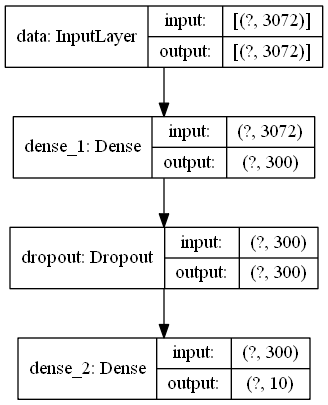 data: InputLayer
input:
[(?, 3072)]
output:
[(?, 3072)]
dense_1: Dense
input:
(?, 3072)
output:
(?, 300)
dropout: Dropout
input:
(?, 300)
output:
(?, 300)
dense_2: Dense
input:
(?, 300)
output:
(?, 10)